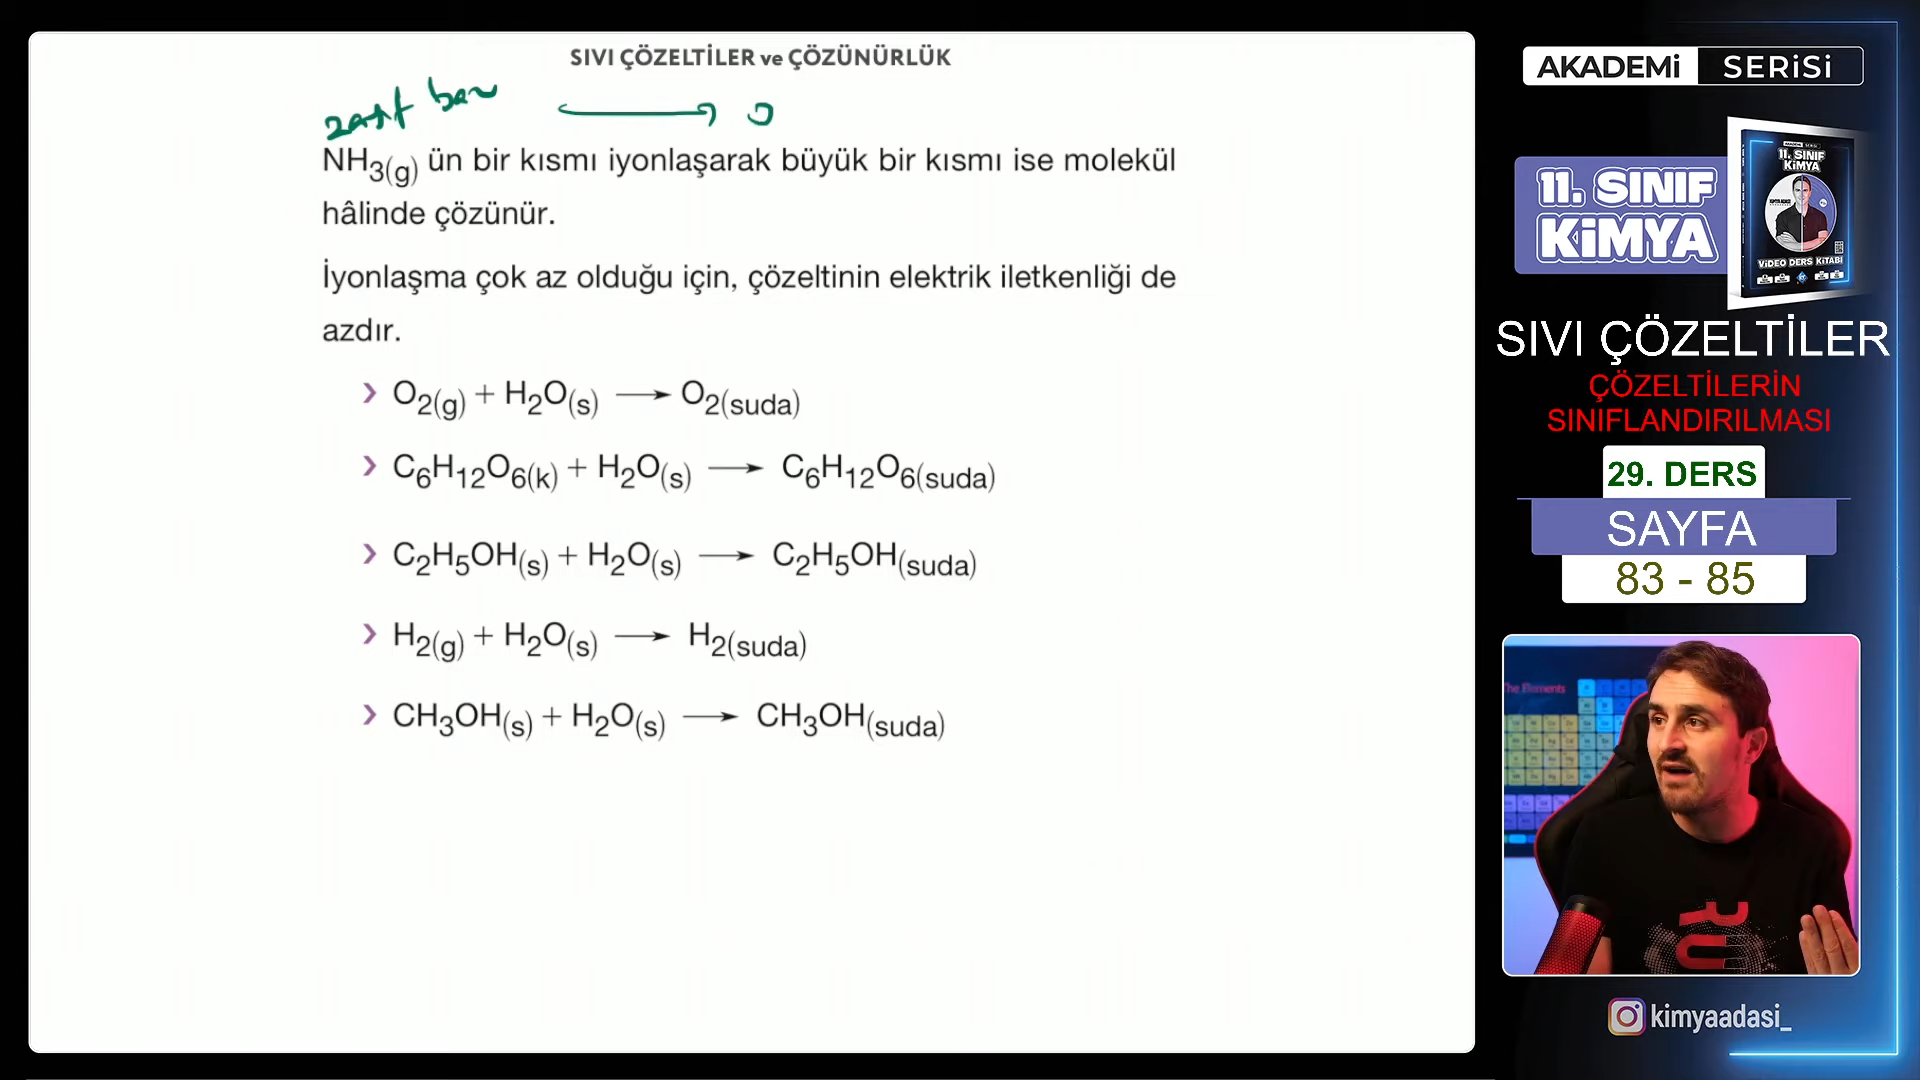 SIVI ÇÖZELTİLER ve ÇÖZÜNÜRLÜK
zayıf baz
NH3(g) ün bir kısmı iyonlaşarak büyük bir kısmı ise molekül
hâlinde çözünür.
İyonlaşma çok az olduğu için, çözeltinin elektrik iletkenliği de
azdır.
› O2(g) + H2O(s) ⟶ O2(suda)
› C6H12O6(k) + H2O(s) ⟶ C6H12O6(suda)
› C2H5OH(s) + H2O(s) ⟶ C2H5OH(suda)
› H2(g) + H2O(s) ⟶ H2(suda)
› CH3OH(s) + H2O(s) ⟶ CH3OH(suda)
AKADEMİ SERİSİ
11. SINIF
KİMYA
11. SINIF
KİMYA
VİDEO DERS KİTABI
SIVI ÇÖZELTİLER
ÇÖZELTİLERİN
SINIFLANDIRILMASI
29. DERS
SAYFA
83 - 85
The Elements
kimyaadasi_